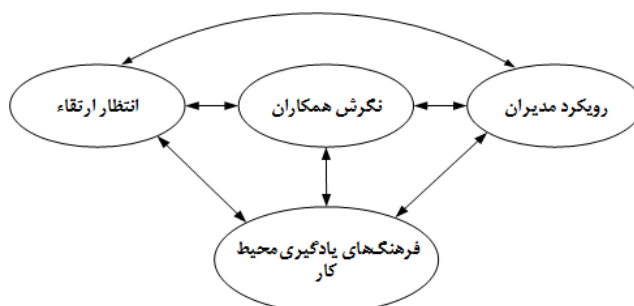 رویکرد مدیران
نگرش همکاران
انتظار ارتقاء
فرهنگ‌های یادگیری محیط
کار